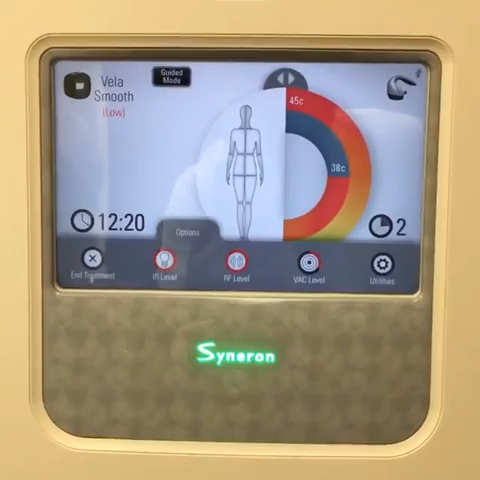 Vela
Smooth
(Low)
Guided
Mode
45c
38c
12:20
2
Options
End Treatment
IR Level
RF Level
VAC Level
Utilities
Syneron